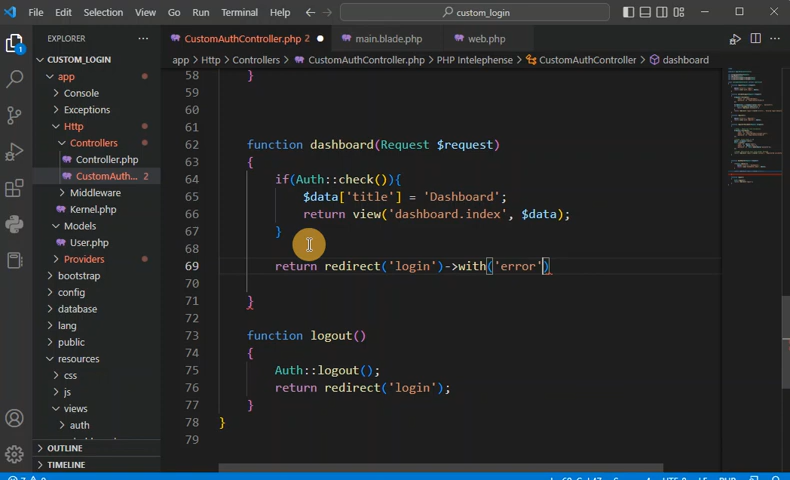 File Edit Selection View Go Run Terminal Help custom_login
EXPLORER
CustomAuthController.php 2 main.blade.php web.php
app > Http > Controllers > CustomAuthController.php > PHP Intelephense > CustomAuthController > dashboard
CUSTOM_LOGIN
app
Console
Exceptions
Http
Controllers
Controller.php
CustomAuth... 2
Middleware
Kernel.php
Models
User.php
Providers
bootstrap
config
database
lang
public
resources
css
js
views
auth
OUTLINE
TIMELINE
1
58 }
59
60
61
62 function dashboard(Request $request)
63 {
64 if(Auth::check()){
65 $data['title'] = 'Dashboard';
66 return view('dashboard.index', $data);
67 }
68
69 return redirect('login')->with('error')
70
71 }
72
73 function logout()
74 {
75 Auth::logout();
76 return redirect('login');
77 }
78 }
79